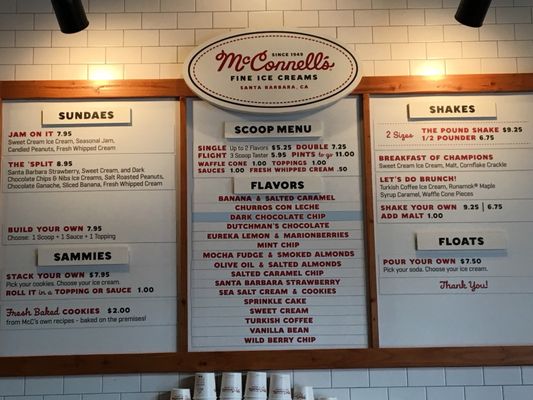 SINCE 1949
McConnell's
FINE ICE CREAMS
SANTA BARBARA, CA
SUNDAES
JAM ON IT 7.95
Sweet Cream Ice Cream, Seasonal Jam,
Candied Peanuts, Fresh Whipped Cream
THE 'SPLIT 8.95
Santa Barbara Strawberry, Sweet Cream, and Dark
Chocolate Chips & Nibs Ice Creams, Salt Roasted Peanuts,
Chocolate Ganache, Sliced Banana, Fresh Whipped Cream
BUILD YOUR OWN 7.95
Choose: 1 Scoop + 1 Sauce + 1 Topping
SAMMIES
STACK YOUR OWN $7.95
Pick your cookies. Choose your ice cream.
ROLL IT in a TOPPING OR SAUCE 1.00
Fresh Baked COOKIES $2.00
from McC's own recipes - baked on the premises!
SCOOP MENU
SINGLE Up to 2 Flavors $5.25 DOUBLE 7.25
FLIGHT 3 Scoop Taster 5.95 PINTS to go 11.00
WAFFLE CONE 1.00 TOPPINGS 1.00
SAUCES 1.00 FRESH WHIPPED CREAM .50
FLAVORS
BANANA & SALTED CARAMEL
CHURROS CON LECHE
DARK CHOCOLATE CHIP
DUTCHMAN'S CHOCOLATE
EUREKA LEMON & MARIONBERRIES
MINT CHIP
MOCHA FUDGE & SMOKED ALMONDS
OLIVE OIL & SALTED ALMONDS
SALTED CARAMEL CHIP
SANTA BARBARA STRAWBERRY
SEA SALT CREAM & COOKIES
SPRINKLE CAKE
SWEET CREAM
TURKISH COFFEE
VANILLA BEAN
WILD BERRY CHIP
SHAKES
2 Sizes THE POUND SHAKE $9.25
1/2 POUNDER 6.75
BREAKFAST OF CHAMPIONS
Sweet Cream Ice Cream, Malt, Cornflake Crackle
LET'S DO BRUNCH!
Turkish Coffee Ice Cream, Runamok® Maple
Syrup Caramel, Waffle Cone Pieces
SHAKE YOUR OWN 9.25 / 6.75
ADD MALT 1.00
FLOATS
POUR YOUR OWN $7.50
Pick your soda. Choose your ice cream.
Thank You!